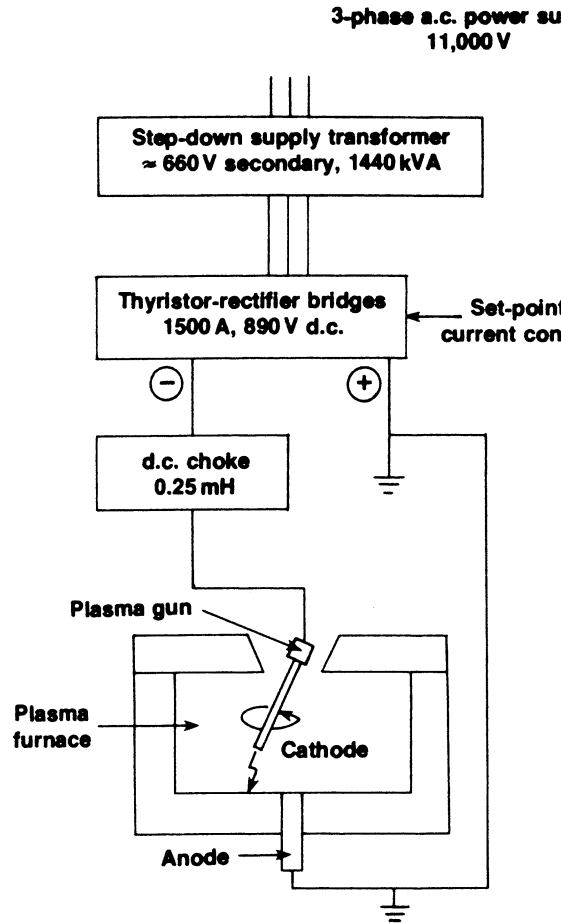 3-phase a.c. power su
11,000 V
Step-down supply transformer
≈ 660 V secondary, 1440 kVA
Thyristor-rectifier bridges
1500 A, 890 V d.c.
Set-point
current con
−
+
d.c. choke
0.25 mH
Plasma gun
Plasma
furnace
Cathode
Anode